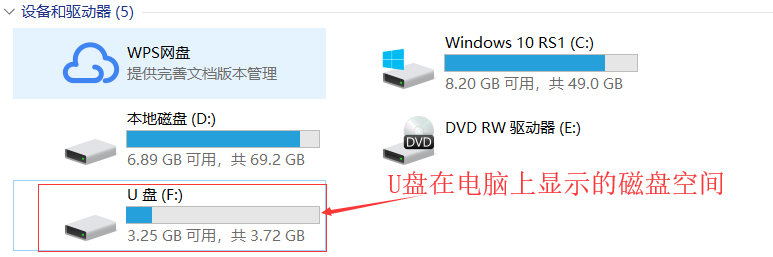 设备和驱动器 (5)
WPS网盘
提供完善文档版本管理
Windows 10 RS1 (C:)
8.20 GB 可用，共 49.0 GB
本地磁盘 (D:)
6.89 GB 可用，共 69.2 GB
DVD RW 驱动器 (E:)
DVD
U 盘 (F:)
3.25 GB 可用，共 3.72 GB
U盘在电脑上显示的磁盘空间